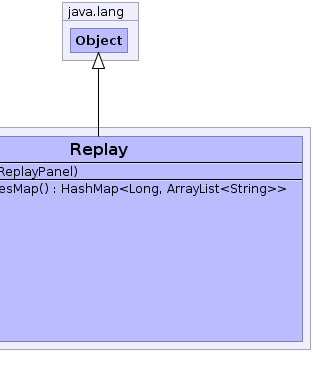 java.lang
Object
Replay
ReplayPanel)
esMap() : HashMap<Long, ArrayList<String>>